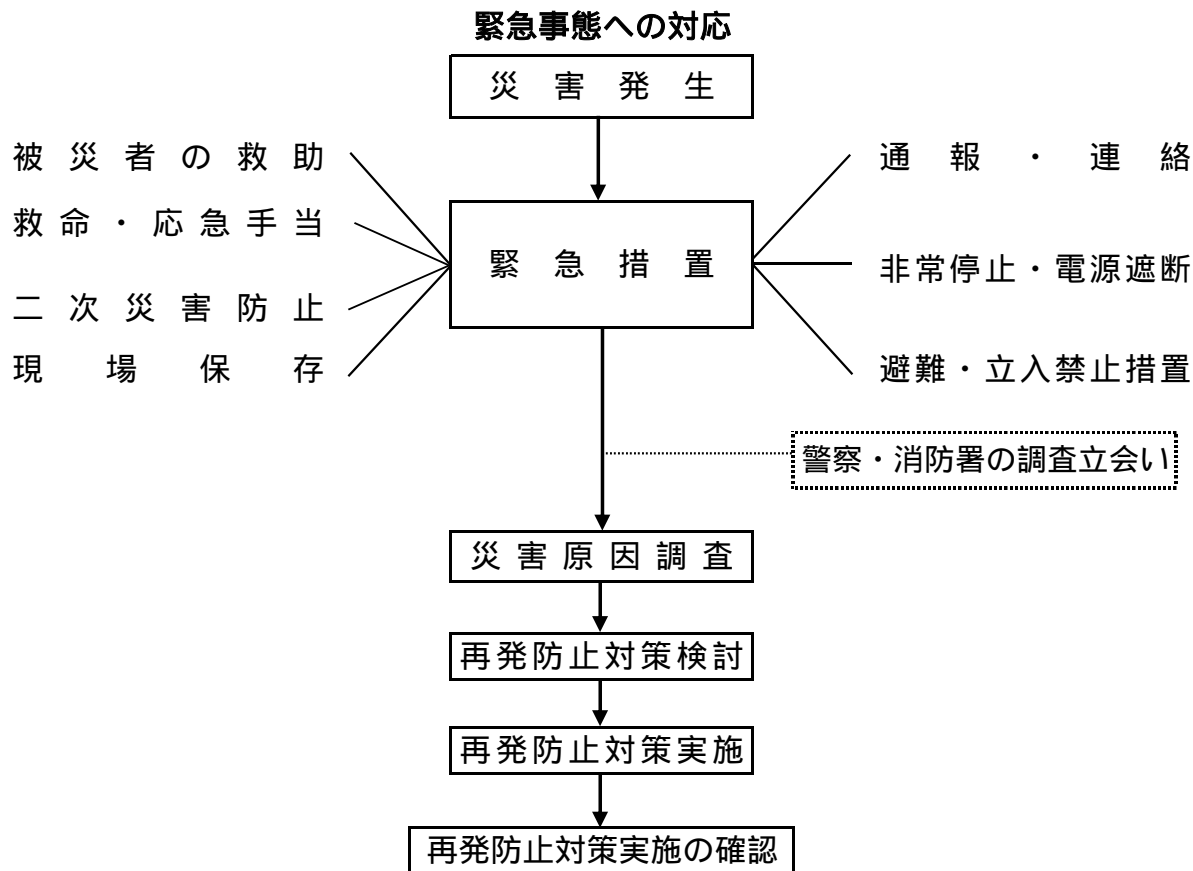 緊急事態への対応
災害発生
被災者の救助
通報・連絡
救命・応急手当
緊急措置
非常停止・電源遮断
二次災害防止
現場保存
避難・立入禁止措置
警察・消防署の調査立会い
災害原因調査
再発防止対策検討
再発防止対策実施
再発防止対策実施の確認